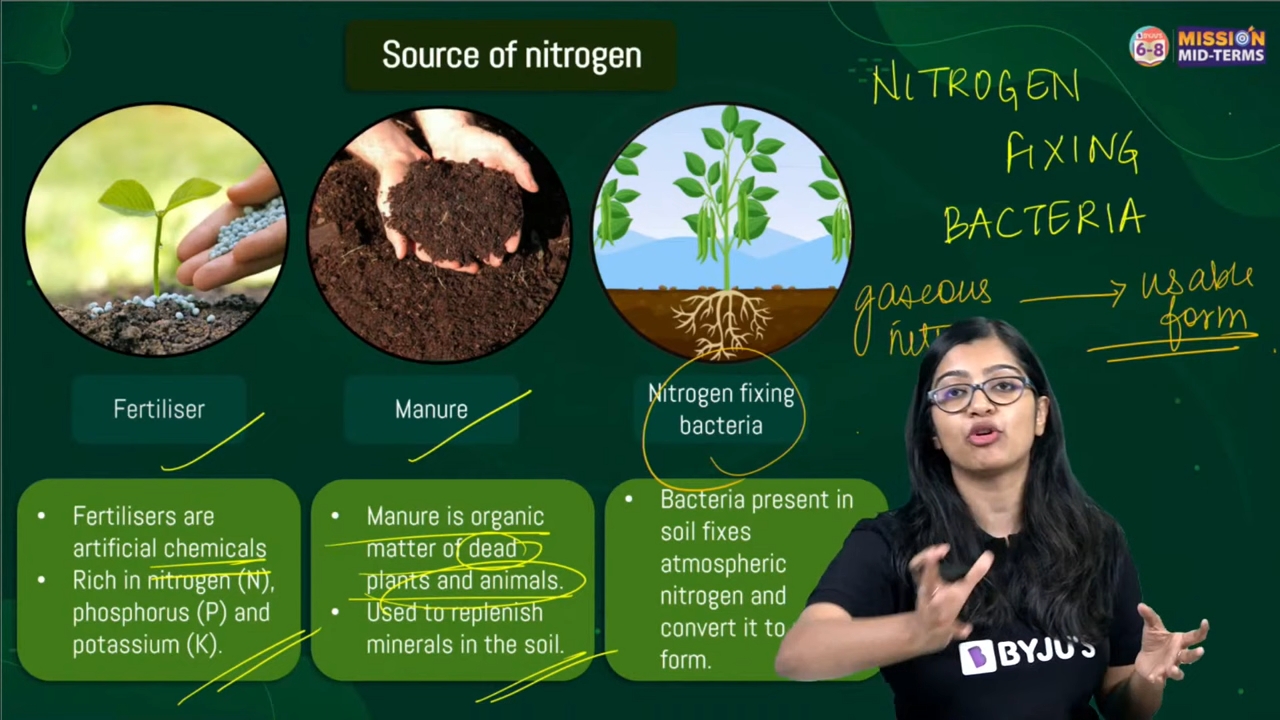 Source of nitrogen
BYJU'S
6-8
MISSION
MID-TERMS
NITROGEN
FIXING
BACTERIA
gaseous → usable
form
Fertiliser
Manure
Nitrogen fixing
bacteria
• Fertilisers are
artificial chemicals
• Rich in nitrogen (N),
phosphorus (P) and
potassium (K).
• Manure is organic
matter of dead
plants and animals.
• Used to replenish
minerals in the soil.
• Bacteria present in
soil fixes
atmospheric
nitrogen and
convert it to
form.
BYJU'S